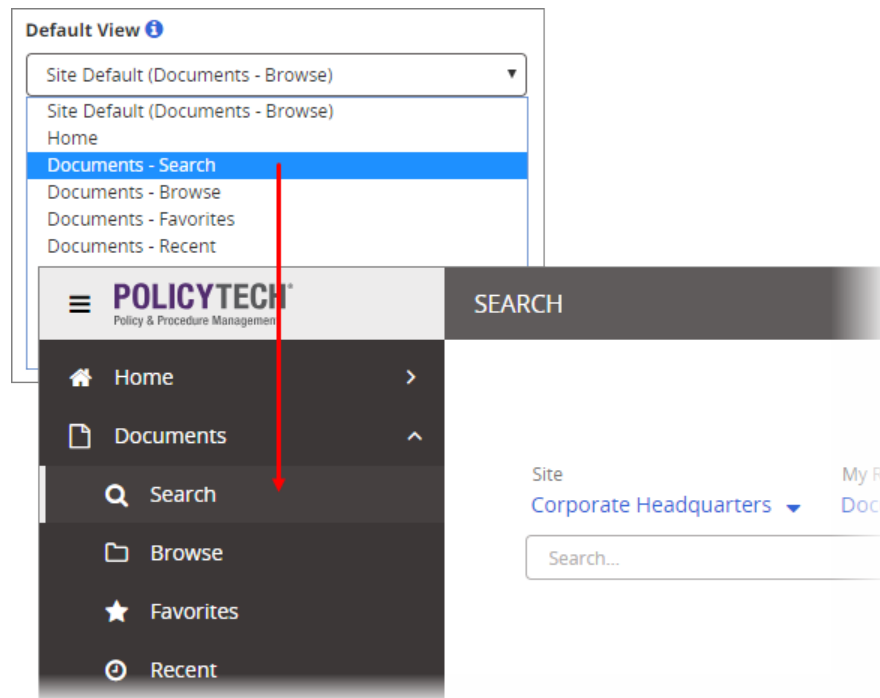 Default View
Site Default (Documents - Browse)
Site Default (Documents - Browse)
Home
Documents - Search
Documents - Browse
Documents - Favorites
Documents - Recent
POLICYTECH
Policy & Procedure Management
SEARCH
Home
Documents
Search
Browse
Favorites
Recent
Site
My
Corporate Headquarters
Search...